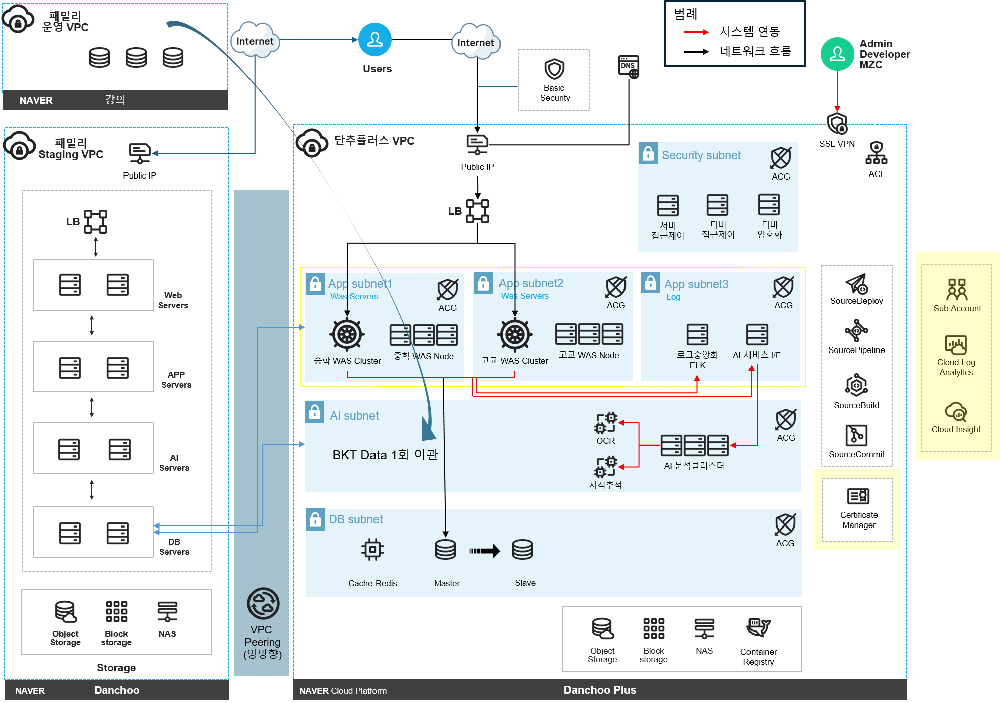 패밀리
운영 VPC
NAVER 강의
Internet
Users
Internet
Basic
Security
DNS
범례
시스템 연동
네트워크 흐름
Admin
Developer
MZC
SSL VPN
ACL
패밀리
Staging VPC
Public IP
LB
Web
Servers
APP
Servers
AI
Servers
DB
Servers
Object
Storage
Block
storage
NAS
Storage
NAVER Danchoo
VPC
Peering
(양방향)
단추플러스 VPC
Public IP
LB
Security subnet
ACG
서버
접근제어
디비
접근제어
디비
암호화
App subnet1
Was Servers
ACG
중학 WAS Cluster
중학 WAS Node
App subnet2
Was Servers
ACG
고교 WAS Cluster
고교 WAS Node
App subnet3
Log
ACG
로그중앙화
ELK
AI 서비스 I/F
AI subnet
BKT Data 1회 이관
OCR
지식추적
AI 분석클러스터
ACG
DB subnet
Cache-Redis
Master
Slave
ACG
Object
Storage
Block
storage
NAS
Container
Registry
SourceDeploy
SourcePipeline
SourceBuild
SourceCommit
Certificate
Manager
Sub Account
Cloud Log
Analytics
Cloud Insight
NAVER Cloud Platform Danchoo Plus